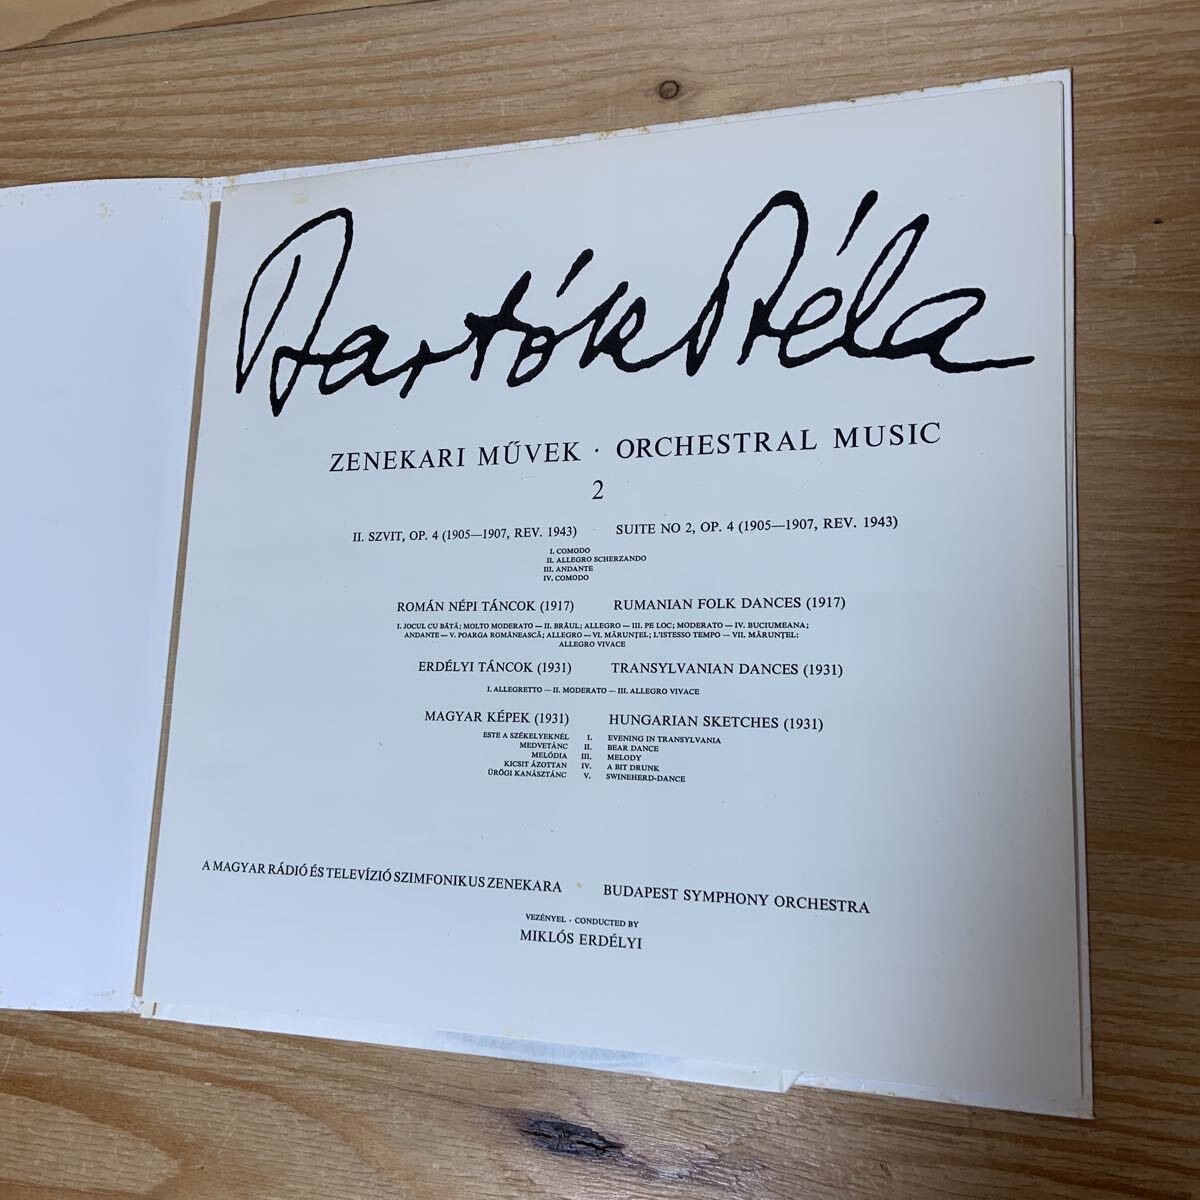 Bartók Béla
ZENEKARI MŰVEK · ORCHESTRAL MUSIC
2
II. SZVIT, OP. 4 (1905—1907, REV. 1943) · SUITE NO 2, OP. 4 (1905—1907, REV. 1943)
I. COMODO
II. ALLEGRO SCHERZANDO
III. ANDANTE
IV. COMODO
ROMÁN NÉPI TÁNCOK (1917) RUMANIAN FOLK DANCES (1917)
I. JOCUL CU BÂTĂ; MOLTO MODERATO — II. BRÂUL; ALLEGRO — III. PE LOC; MODERATO — IV. BUCIUMEANA;
ANDANTE — V. POARGA ROMÂNEASCĂ; ALLEGRO — VI. MĂRUNŢEL; L'ISTESSO TEMPO — VII. MĂRUNŢEL:
ALLEGRO VIVACE
ERDÉLYI TÁNCOK (1931) TRANSYLVANIAN DANCES (1931)
I. ALLEGRETTO — II. MODERATO — III. ALLEGRO VIVACE
MAGYAR KÉPEK (1931) HUNGARIAN SKETCHES (1931)
ESTE A SZÉKELYEKNÉL I. EVENING IN TRANSYLVANIA
MEDVETÁNC II. BEAR DANCE
MELÓDIA III. MELODY
KICSIT ÁZOTTAN IV. A BIT DRUNK
ÜRÖGI KANÁSZTÁNC V. SWINEHERD-DANCE
A MAGYAR RÁDIÓ ÉS TELEVÍZIÓ SZIMFONIKUS ZENEKARA · BUDAPEST SYMPHONY ORCHESTRA
VEZÉNYEL · CONDUCTED BY
MIKLÓS ERDÉLYI